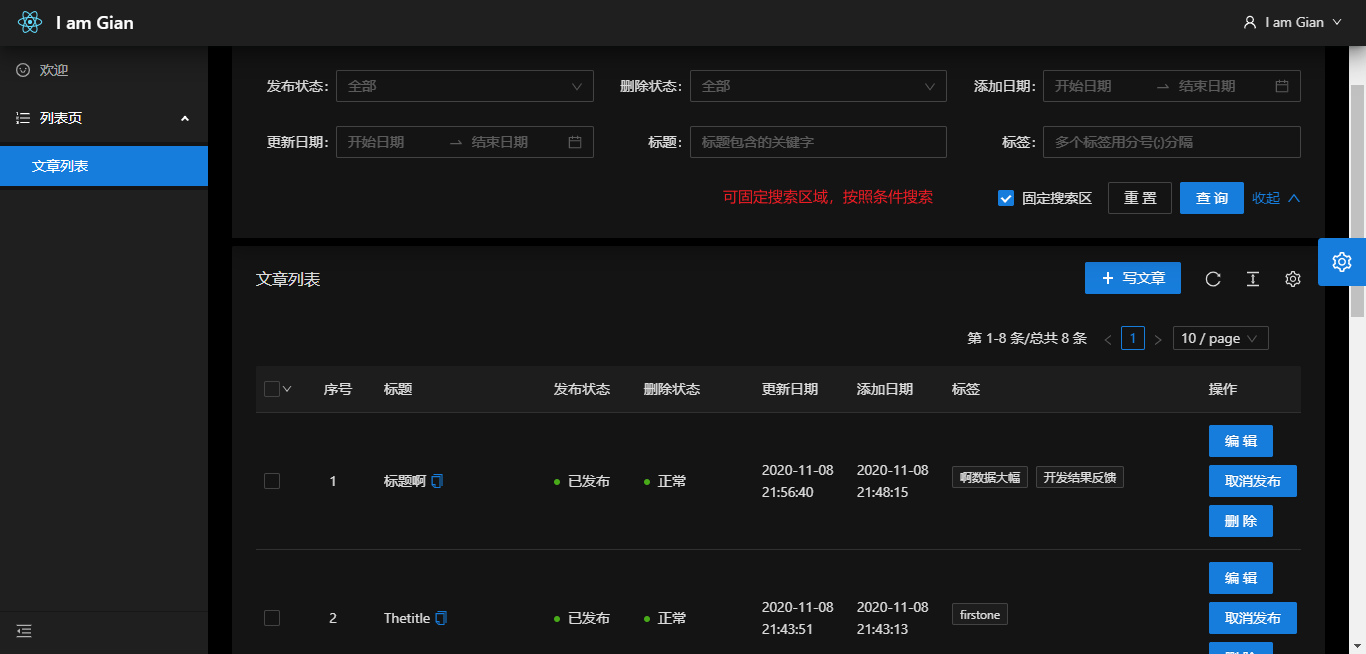 I am Gian
I am Gian
欢迎
列表页
文章列表
发布状态: 全部 删除状态: 全部 添加日期: 开始日期 结束日期
更新日期: 开始日期 结束日期 标题: 标题包含的关键字 标签: 多个标签用分号(;)分隔
可固定搜索区域，按照条件搜索 固定搜索区 重 置 查 询 收起
文章列表 写文章
第 1-8 条/总共 8 条 1 10 / page
序号 标题 发布状态 删除状态 更新日期 添加日期 标签 操作
编 辑
1 标题啊 已发布 正常 2020-11-08 2020-11-08 啊数据大幅 开发结果反馈 取消发布
21:56:40 21:48:15
删 除
编 辑
2 Thetitle 已发布 正常 2020-11-08 2020-11-08 firstone 取消发布
21:43:51 21:43:13